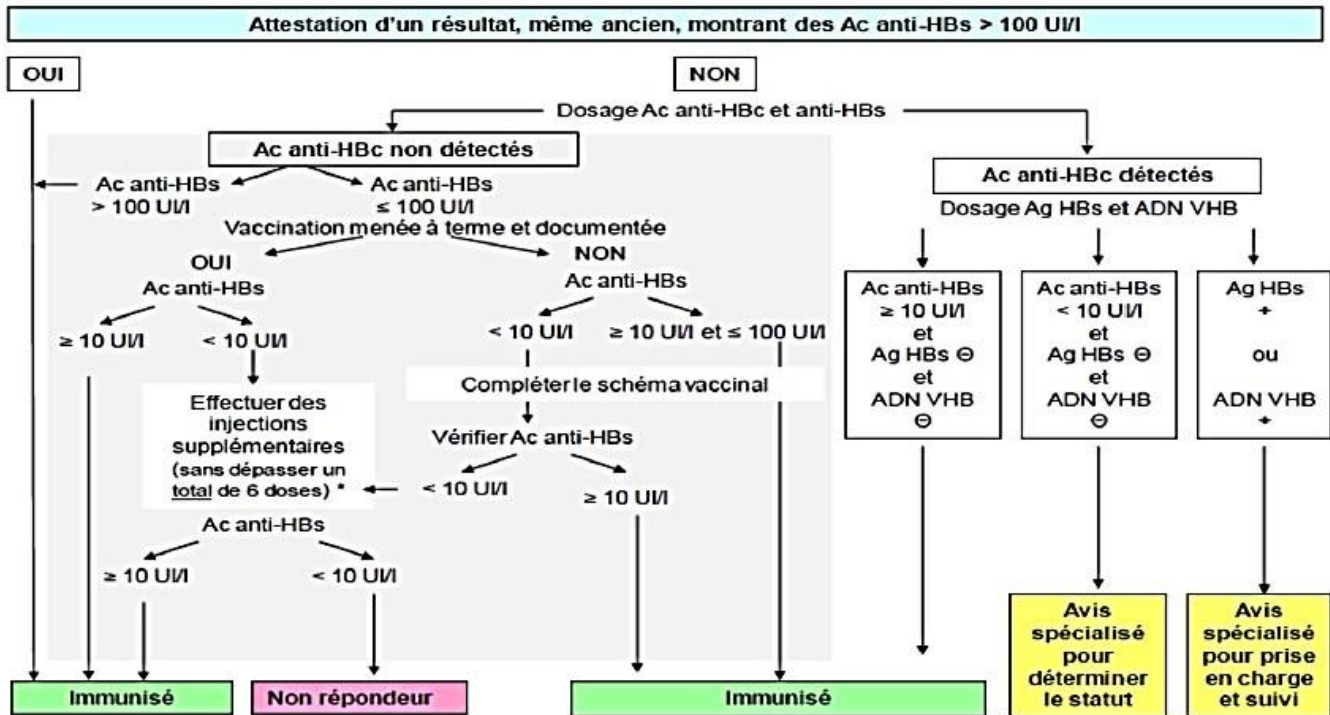 Attestation d'un résultat, même ancien, montrant des Ac anti-HBs > 100 UI/l
OUI
NON
Dosage Ac anti-HBc et anti-HBs
Ac anti-HBc non détectés
Ac anti-HBs
> 100 UI/l
Ac anti-HBs
≤ 100 UI/l
Vaccination menée à terme et documentée
OUI
Ac anti-HBs
≥ 10 UI/l
< 10 UI/l
Effectuer des
injections
supplémentaires
(sans dépasser un
total de 6 doses) *
Ac anti-HBs
≥ 10 UI/l
< 10 UI/l
NON
Ac anti-HBs
< 10 UI/l
≥ 10 UI/l et ≤ 100 UI/l
Compléter le schéma vaccinal
Vérifier Ac anti-HBs
< 10 UI/l
≥ 10 UI/l
Ac anti-HBc détectés
Dosage Ag HBs et ADN VHB
Ac anti-HBs
≥ 10 UI/l
et
Ag HBs ⊖
et
ADN VHB
⊖
Ac anti-HBs
< 10 UI/l
et
Ag HBs ⊖
et
ADN VHB
⊖
Ag HBs
+
ou
ADN VHB
+
Immunisé
Non répondeur
Immunisé
Avis
spécialisé
pour
déterminer
le statut
Avis
spécialisé
pour prise
en charge
et suivi